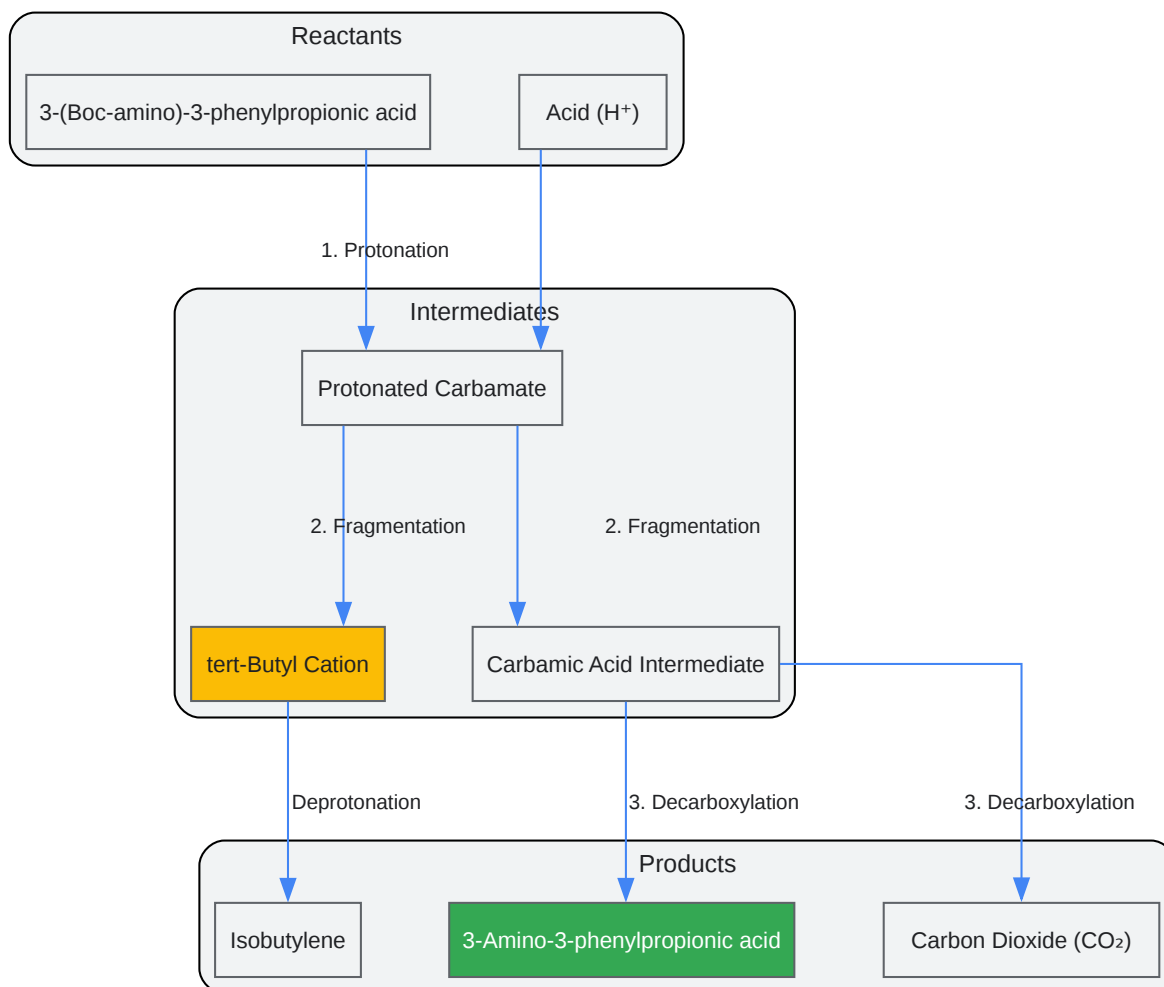 Reactants
3-(Boc-amino)-3-phenylpropionic acid
Acid (H⁺)
1. Protonation
Intermediates
Protonated Carbamate
2. Fragmentation
2. Fragmentation
tert-Butyl Cation
Carbamic Acid Intermediate
Deprotonation
3. Decarboxylation
3. Decarboxylation
Products
Isobutylene
3-Amino-3-phenylpropionic acid
Carbon Dioxide (CO₂)